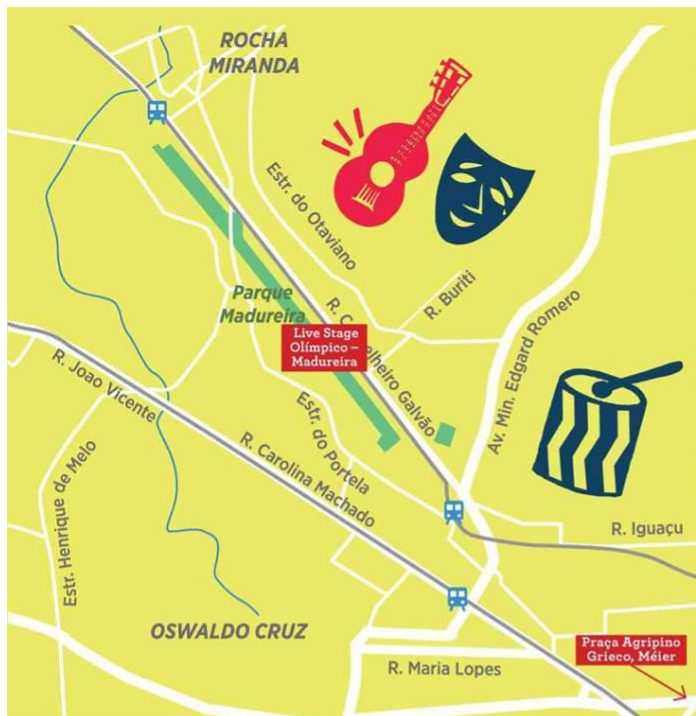 ROCHA
MIRANDA
Estr. do Otaviano
R. Buriti
Parque
Madureira
Live Stage
Olímpico –
Madureira
Galvão
Av. Min. Edgard Romero
R. Joao Vicente
Estr. do Portela
R. Carolina Machado
Estr. Henrique de Melo
R. Iguaçu
OSWALDO CRUZ
Praça Agripino
Grieco, Méier
R. Maria Lopes